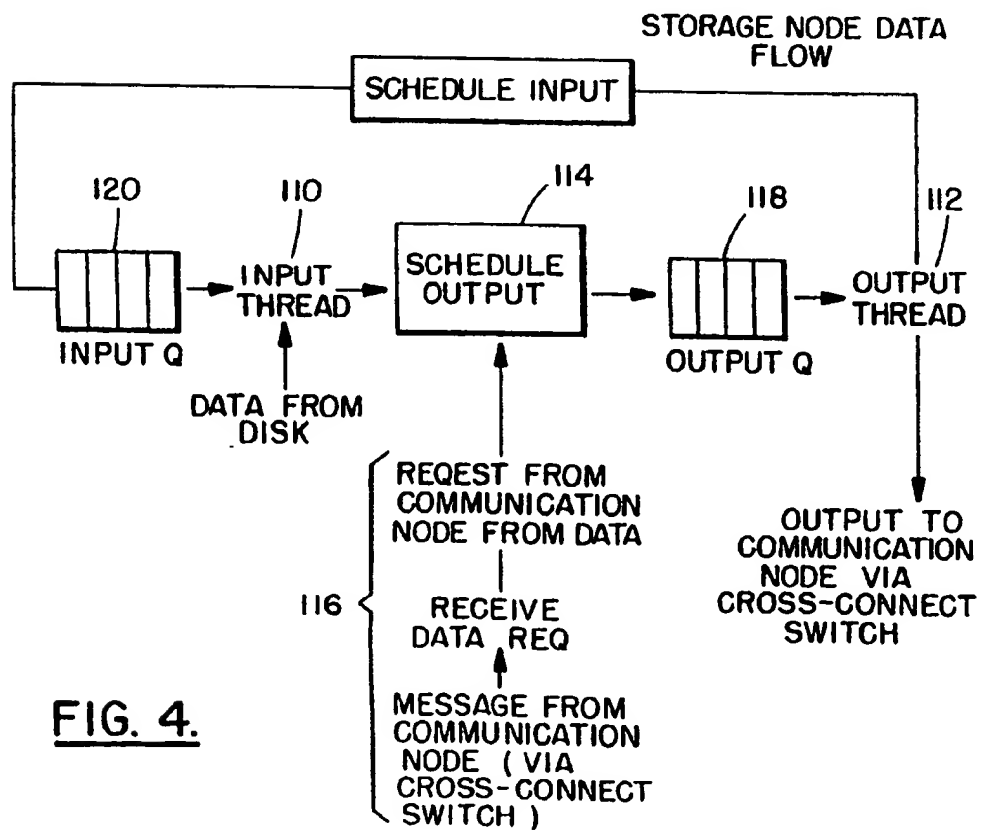 STORAGE NODE DATA
FLOW
SCHEDULE INPUT
120
110
114
118
112
INPUT
THREAD
SCHEDULE
OUTPUT
OUTPUT
THREAD
INPUT Q
OUTPUT Q
DATA FROM
DISK
REQEST FROM
COMMUNICATION
NODE FROM DATA
116
RECEIVE
DATA REQ
MESSAGE FROM
COMMUNICATION
NODE ( VIA
CROSS-CONNECT
SWITCH )
OUTPUT TO
COMMUNICATION
NODE VIA
CROSS-CONNECT
SWITCH
FIG. 4.